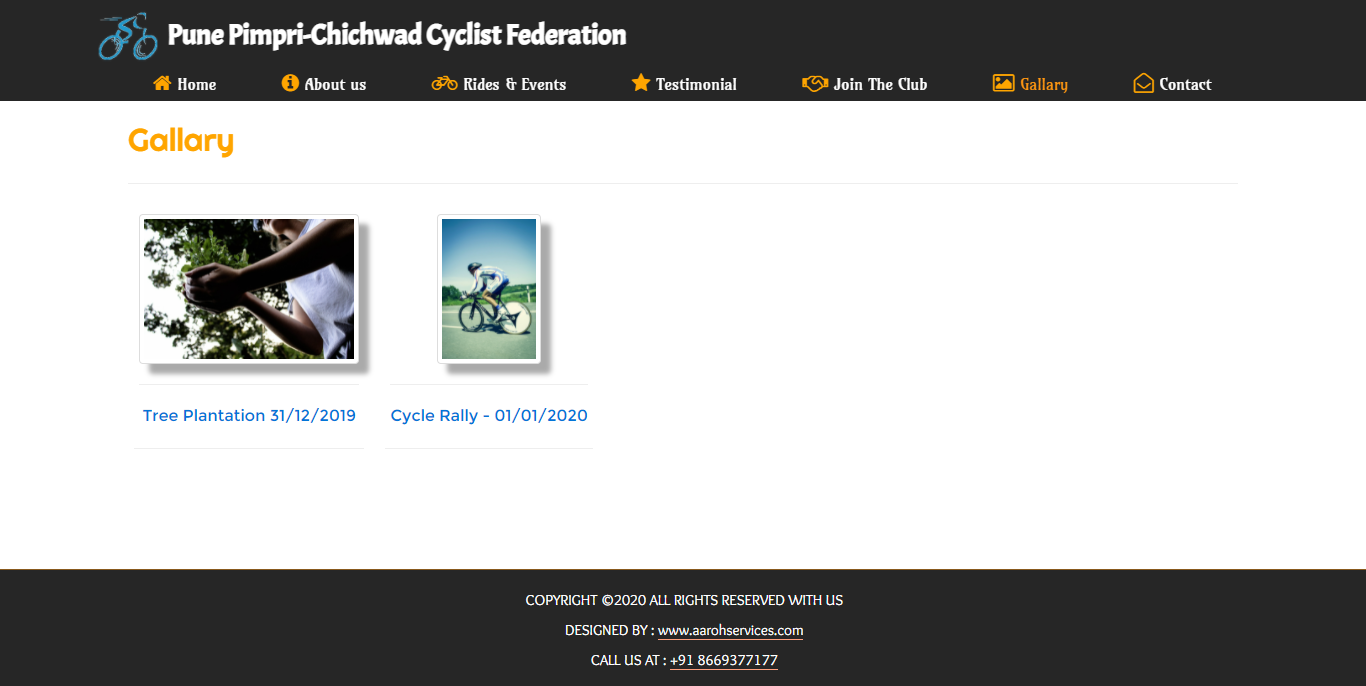 Pune Pimpri-Chichwad Cyclist Federation
Home About us Rides & Events Testimonial Join The Club Gallary Contact
Gallary
Tree Plantation 31/12/2019 Cycle Rally - 01/01/2020
COPYRIGHT ©2020 ALL RIGHTS RESERVED WITH US
DESIGNED BY : www.aarohservices.com
CALL US AT : +91 8669377177